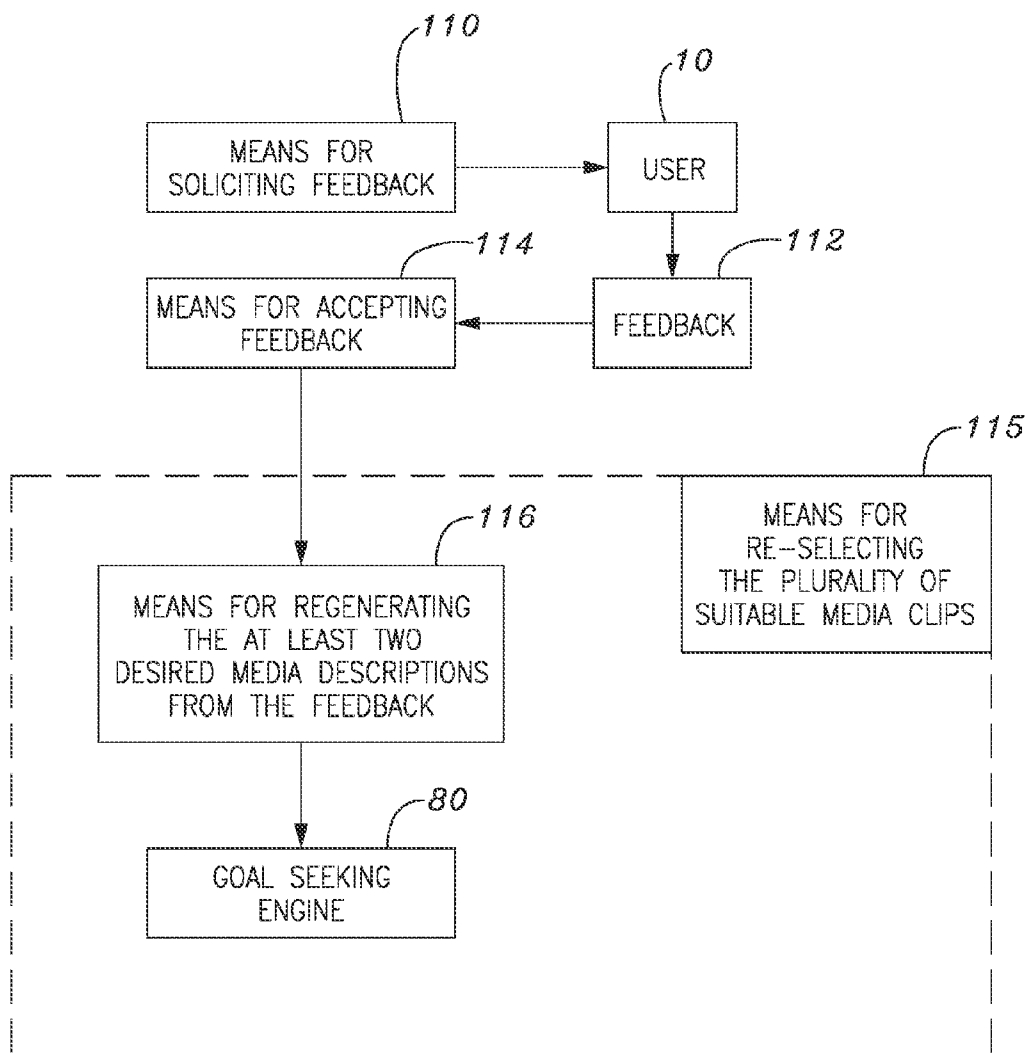 110
10
MEANS FOR
SOLICITING FEEDBACK
USER
114
112
MEANS FOR ACCEPTING
FEEDBACK
FEEDBACK
115
MEANS FOR
RE-SELECTING
THE PLURALITY OF
SUITABLE MEDIA CLIPS
116
MEANS FOR REGENERATING
THE AT LEAST TWO
DESIRED MEDIA DESCRIPTIONS
FROM THE FEEDBACK
80
GOAL SEEKING
ENGINE